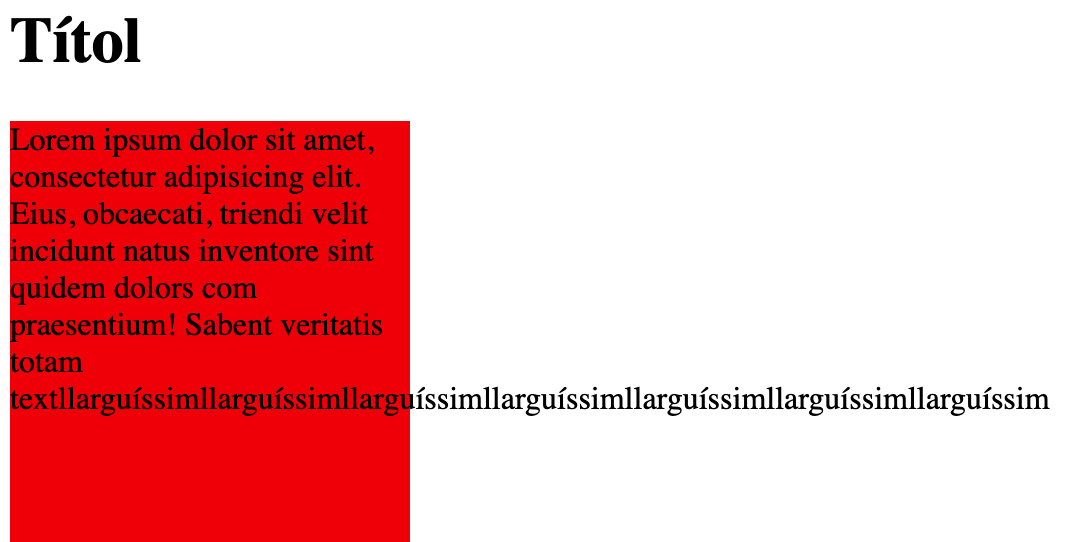 Títol
Lorem ipsum dolor sit amet,
consectetur adipisicing elit.
Eius, obcaecati, triendi velit
incidunt natus inventore sint
quidem dolors com
praesentium! Sabent veritatis
totam
textllarguíssimllarguíssimllarguíssimllarguíssimllarguíssimllarguíssimllarguíssim